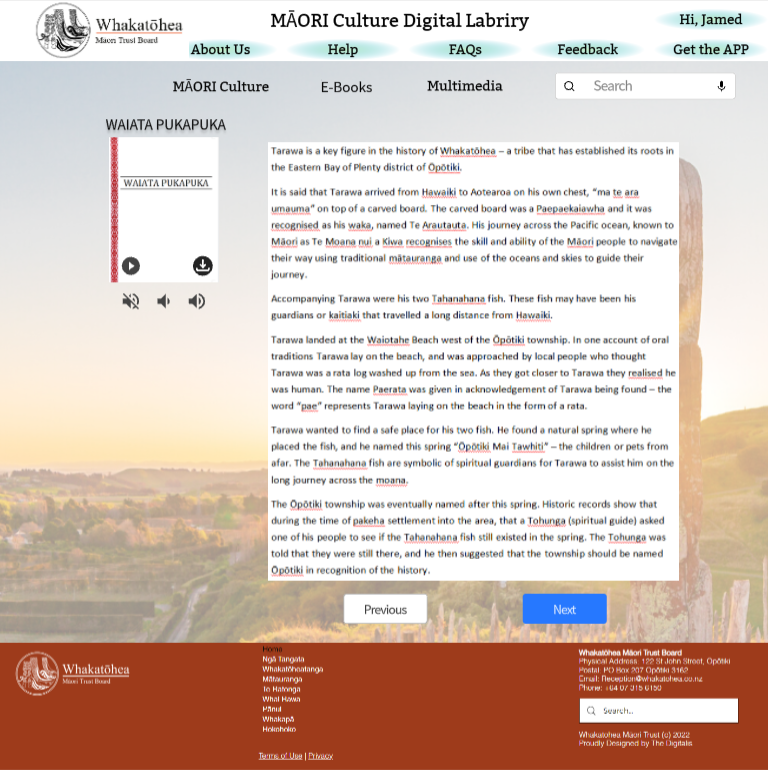 Whakatōhea
Māori Trust Board
MĀORI Culture Digital Labriry
Hi, Jamed
About Us
Help
FAQs
Feedback
Get the APP
MĀORI Culture
E-Books
Multimedia
Search
WAIATA PUKAPUKA
WAIATA PUKAPUKA
Tarawa is a key figure in the history of Whakatōhea – a tribe that has established its roots in
the Eastern Bay of Plenty district of Ōpōtiki.
It is said that Tarawa arrived from Hawaiki to Aotearoa on his own chest, “ma te ara
umauma” on top of a carved board. The carved board was a Paepaekaiawha and it was
recognised as his waka, named Te Arautauta. His journey across the Pacific ocean, known to
Māori as Te Moana nui a Kiwa recognises the skill and ability of the Māori people to navigate
their way using traditional mātauranga and use of the oceans and skies to guide their
journey.
Accompanying Tarawa were his two Tahanahana fish. These fish may have been his
guardians or kaitiaki that travelled a long distance from Hawaiki.
Tarawa landed at the Waiotahe Beach west of the Ōpōtiki township. In one account of oral
traditions Tarawa lay on the beach, and was approached by local people who thought
Tarawa was a rata log washed up from the sea. As they got closer to Tarawa they realised he
was human. The name Paerata was given in acknowledgement of Tarawa being found – the
word “pae” represents Tarawa laying on the beach in the form of a rata.
Tarawa wanted to find a safe place for his two fish. He found a natural spring where he
placed the fish, and he named this spring “Ōpōtiki Mai Tawhiti” – the children or pets from
afar. The Tahanahana fish are symbolic of spiritual guardians for Tarawa to assist him on the
long journey across the moana.
The Ōpōtiki township was eventually named after this spring. Historic records show that
during the time of pakeha settlement into the area, that a Tohunga (spiritual guide) asked
one of his people to see if the Tahanahana fish still existed in the spring. The Tohunga was
told that they were still there, and he then suggested that the township should be named
Ōpōtiki in recognition of the history.
Previous
Next
Whakatōhea
Māori Trust Board
Home
Ngā Tangata
Whakatōheatanga
Mātauranga
Te Hatonga
Whai Hawa
Pānui
Whakapā
Hokohoko
Terms of Use | Privacy
Whakatōhea Māori Trust Board
Physical Address: 122 St John Street, Ōpōtiki
Postal: PO Box 207 Ōpōtiki 3162
Email: Reception@whakatohea.co.nz
Phone: +64 07 315 6150
Search...
Whakatohea Maori Trust (c) 2022
Proudly Designed by The Digitalis